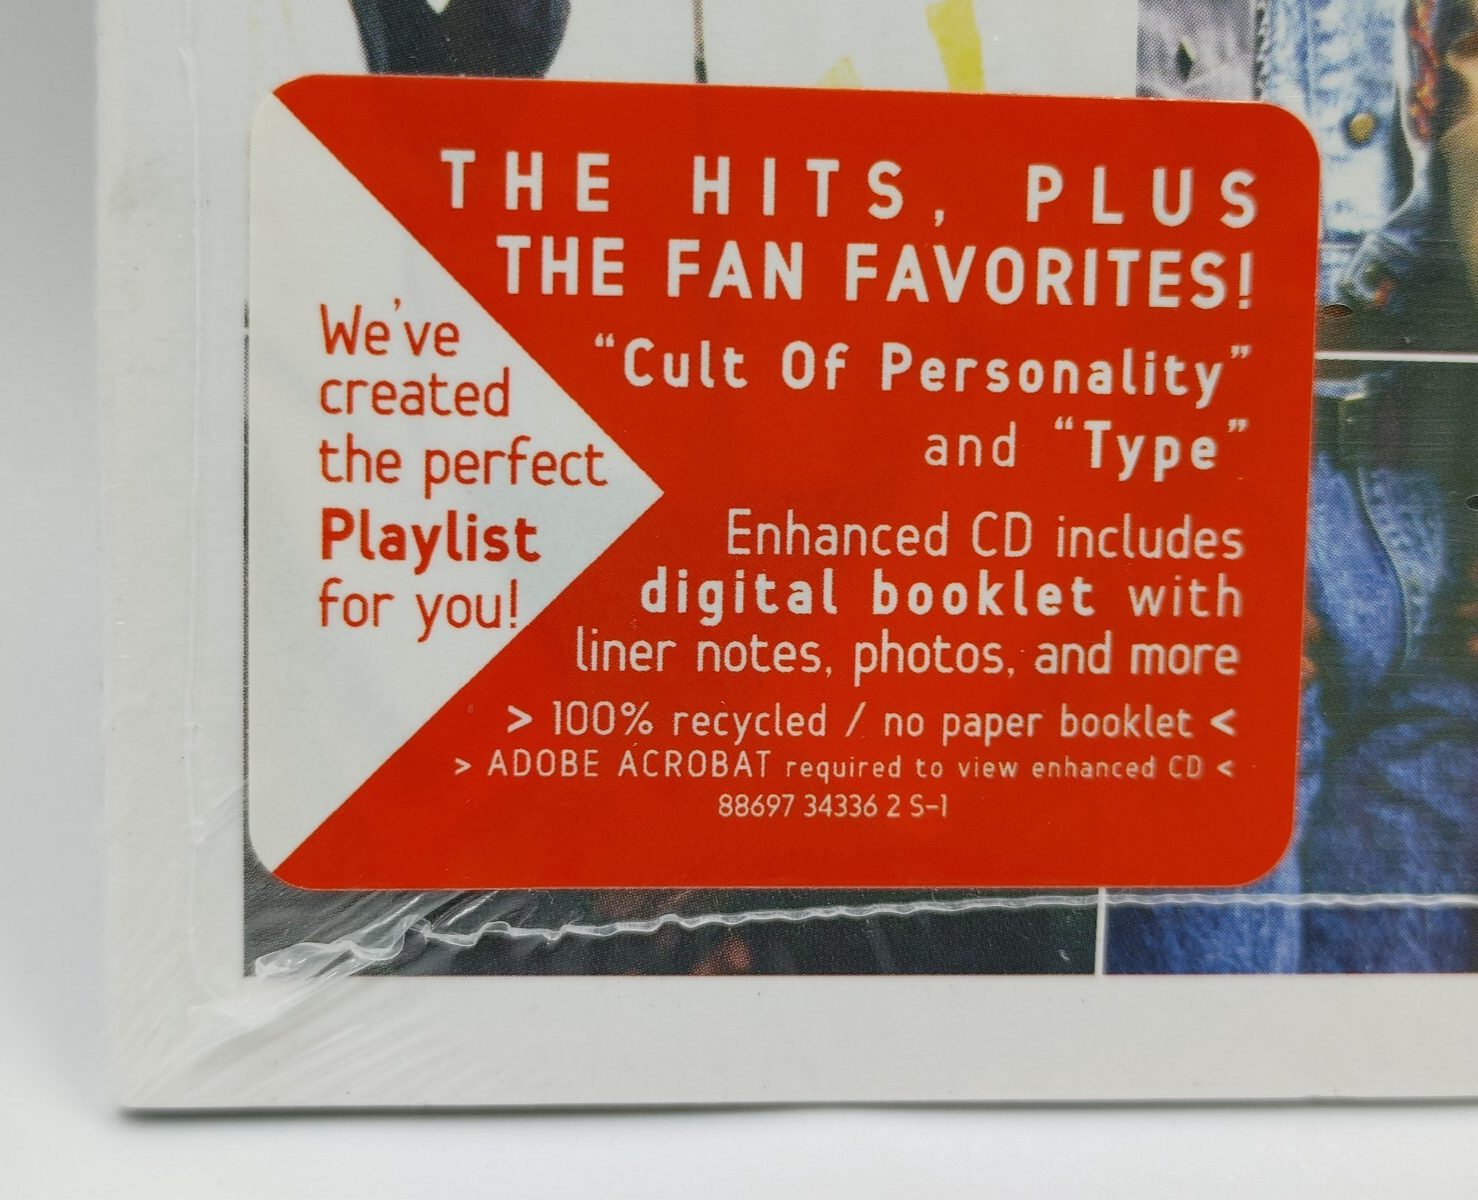 We've
created
the perfect
Playlist
for you!
THE HITS, PLUS
THE FAN FAVORITES!
“Cult Of Personality”
and “Type”
Enhanced CD includes
digital booklet with
liner notes, photos, and more
> 100% recycled / no paper booklet <
> ADOBE ACROBAT required to view enhanced CD <
88697 34336 2 S-1